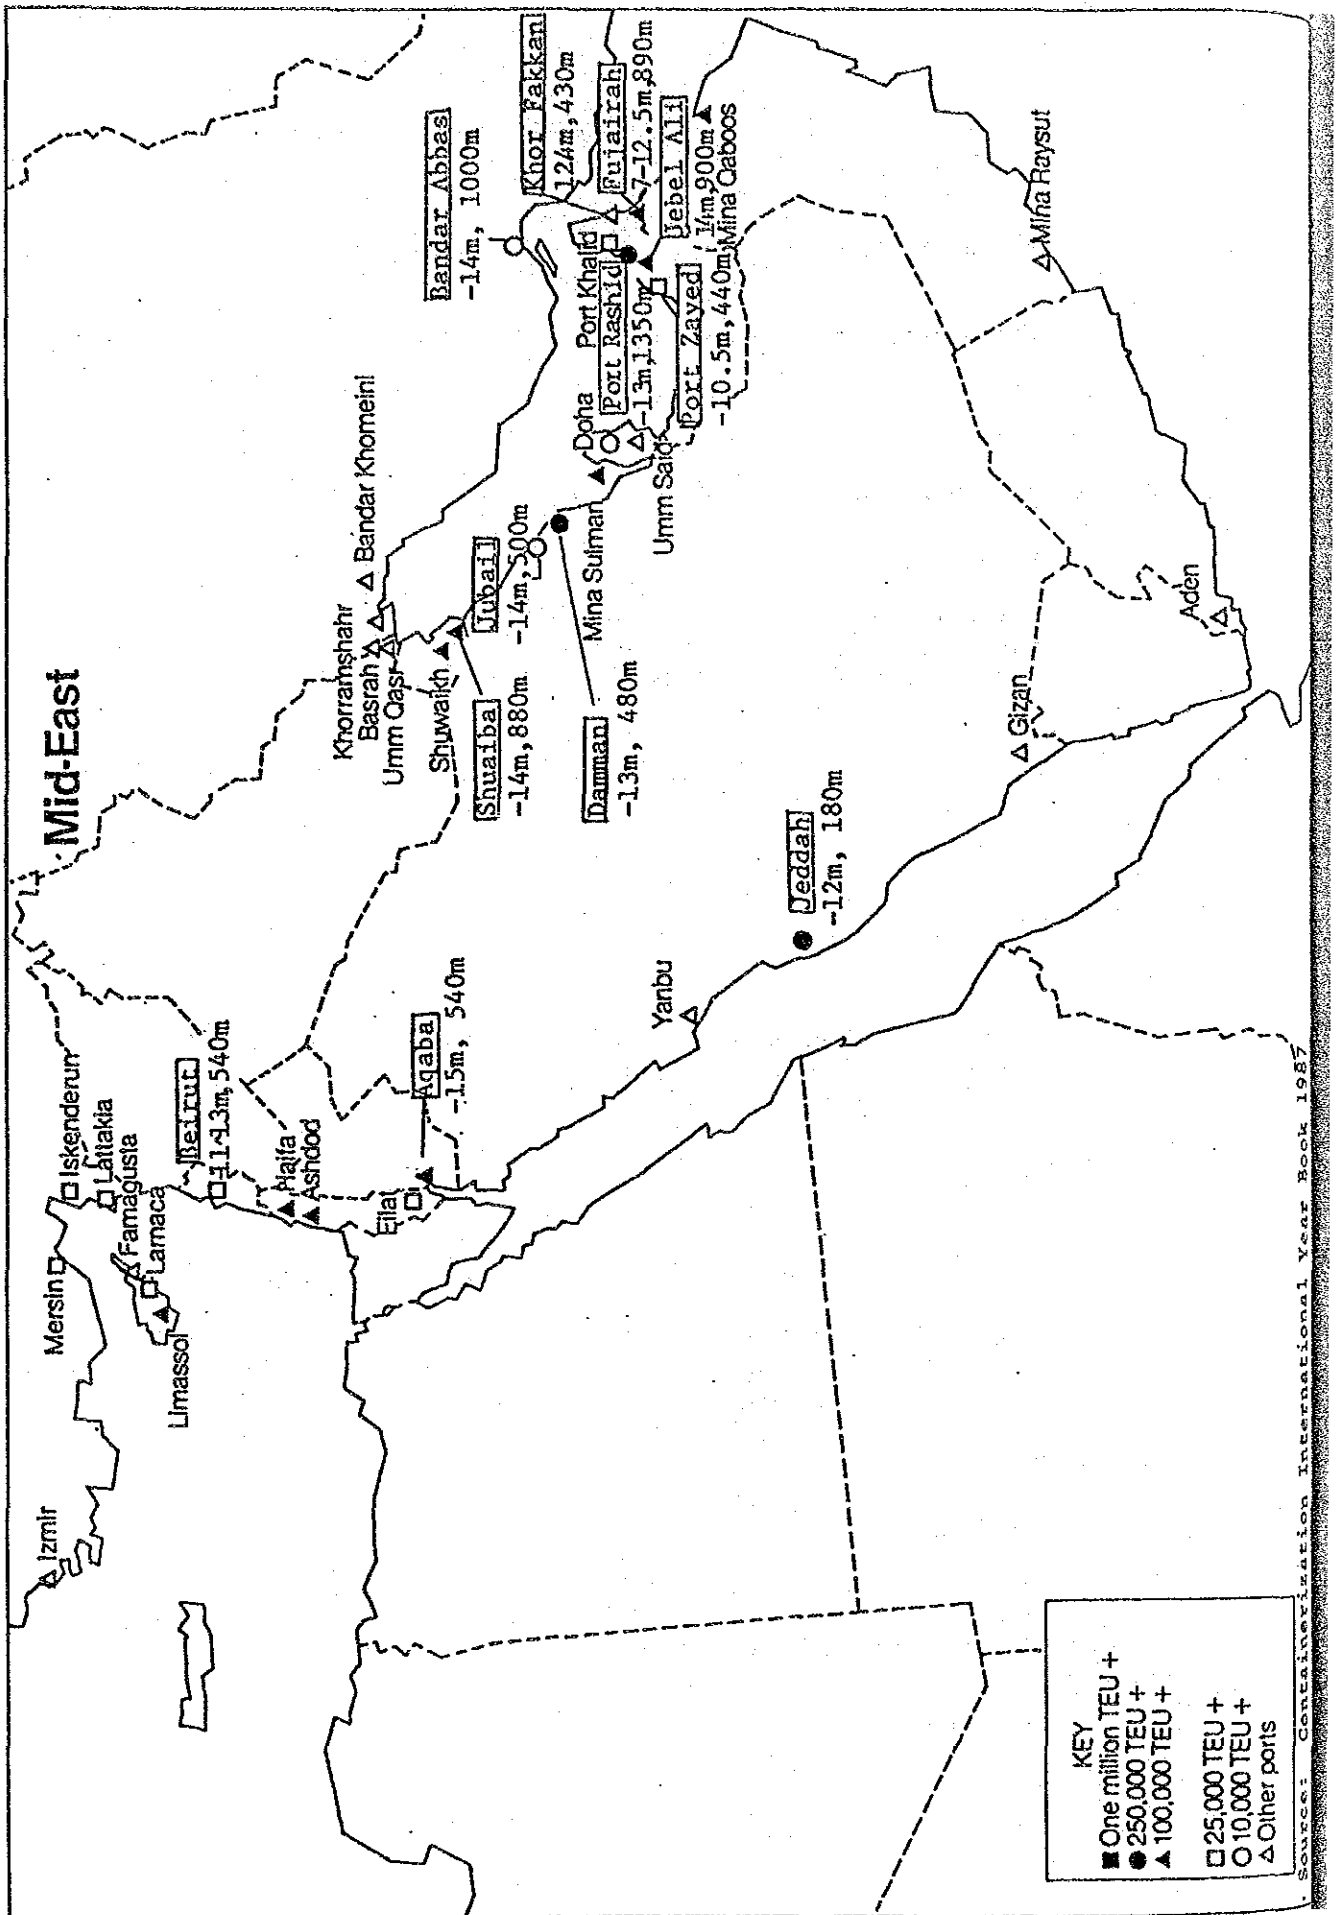 Mid-East
Izmir
Mersin
Iskenderun
Lattakia
Famagusta
Larnaca
Limassol
Beirut
-11~13m,540m
Haifa
Ashdod
Eilat
Aqaba
-15m, 540m
Yanbu
Jeddah
-12m, 180m
Gizan
Aden
Mina Raysut
Khorramshahr
Basrah
Umm Qasr
Shuwaikh
Bandar Khomeini
Shuaiba
-14m,880m
Jubail
-14m,500m
Damman
-13m, 480m
Mina Sulman
Doha
Umm Said
Bandar Abbas
-14m, 1000m
Port Khalid
Port Rashid
-13m,1350m
Port Zayed
-10.5m,440m
Khor Fakkan
124m,430m
Fujairah
7-12.5m,890m
Jebel Ali
14m,900m
Mina Qaboos
KEY
One million TEU +
250,000 TEU +
100,000 TEU +
25,000 TEU +
10,000 TEU +
Other ports
Source: Containerization International Year Book 1987